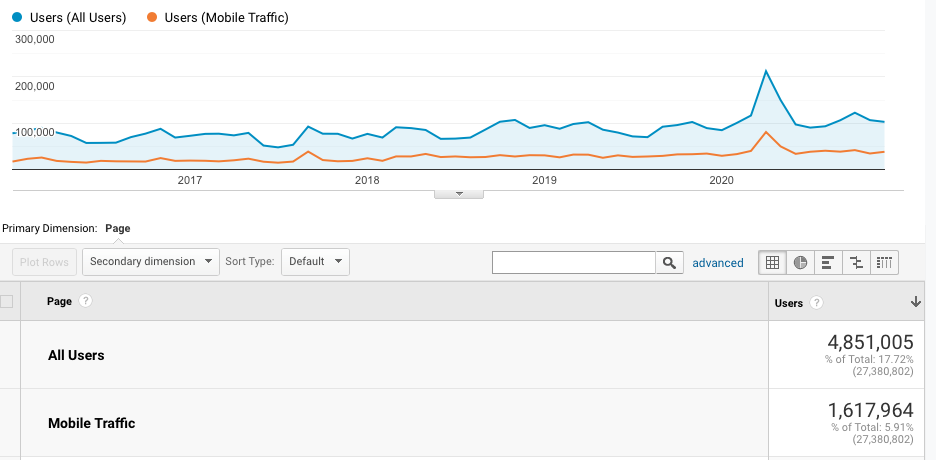 Users (All Users) Users (Mobile Traffic)
300,000
200,000
100,000
2017 2018 2019 2020
Primary Dimension: Page
Plot Rows Secondary dimension Sort Type: Default advanced
Page ? Users ?
All Users 4,851,005
% of Total: 17.72%
(27,380,802)
Mobile Traffic 1,617,964
% of Total: 5.91%
(27,380,802)